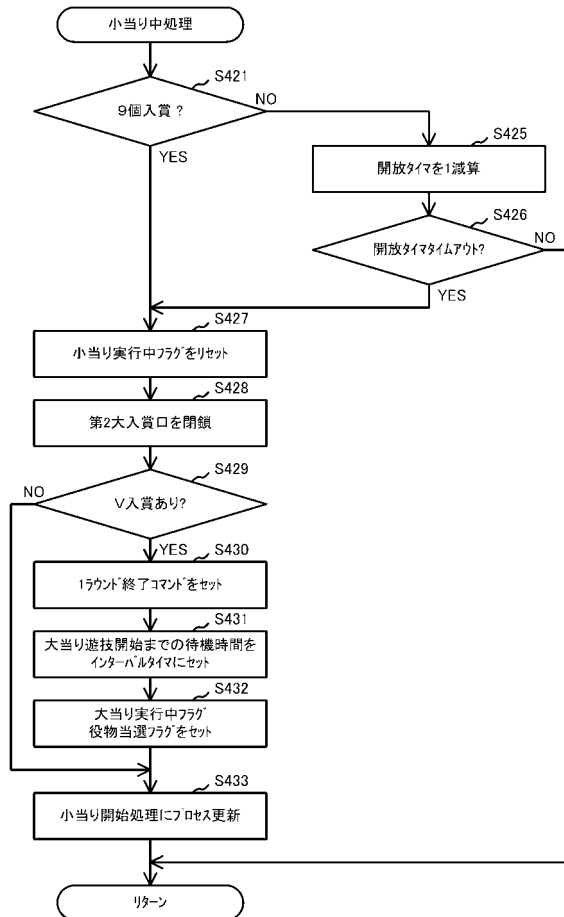 小当り中処理
S421
9個入賞?
NO
YES
S425
開放タイマを1減算
S426
開放タイマタイムアウト?
NO
YES
S427
小当り実行中フラグをリセット
S428
第2大入賞口を閉鎖
S429
NO
V入賞あり?
YES
S430
1ラウンド終了コマンドをセット
S431
大当り遊技開始までの待機時間を
インターバルタイマにセット
S432
大当り実行中フラグ
役物当選フラグをセット
S433
小当り開始処理にプロセス更新
リターン